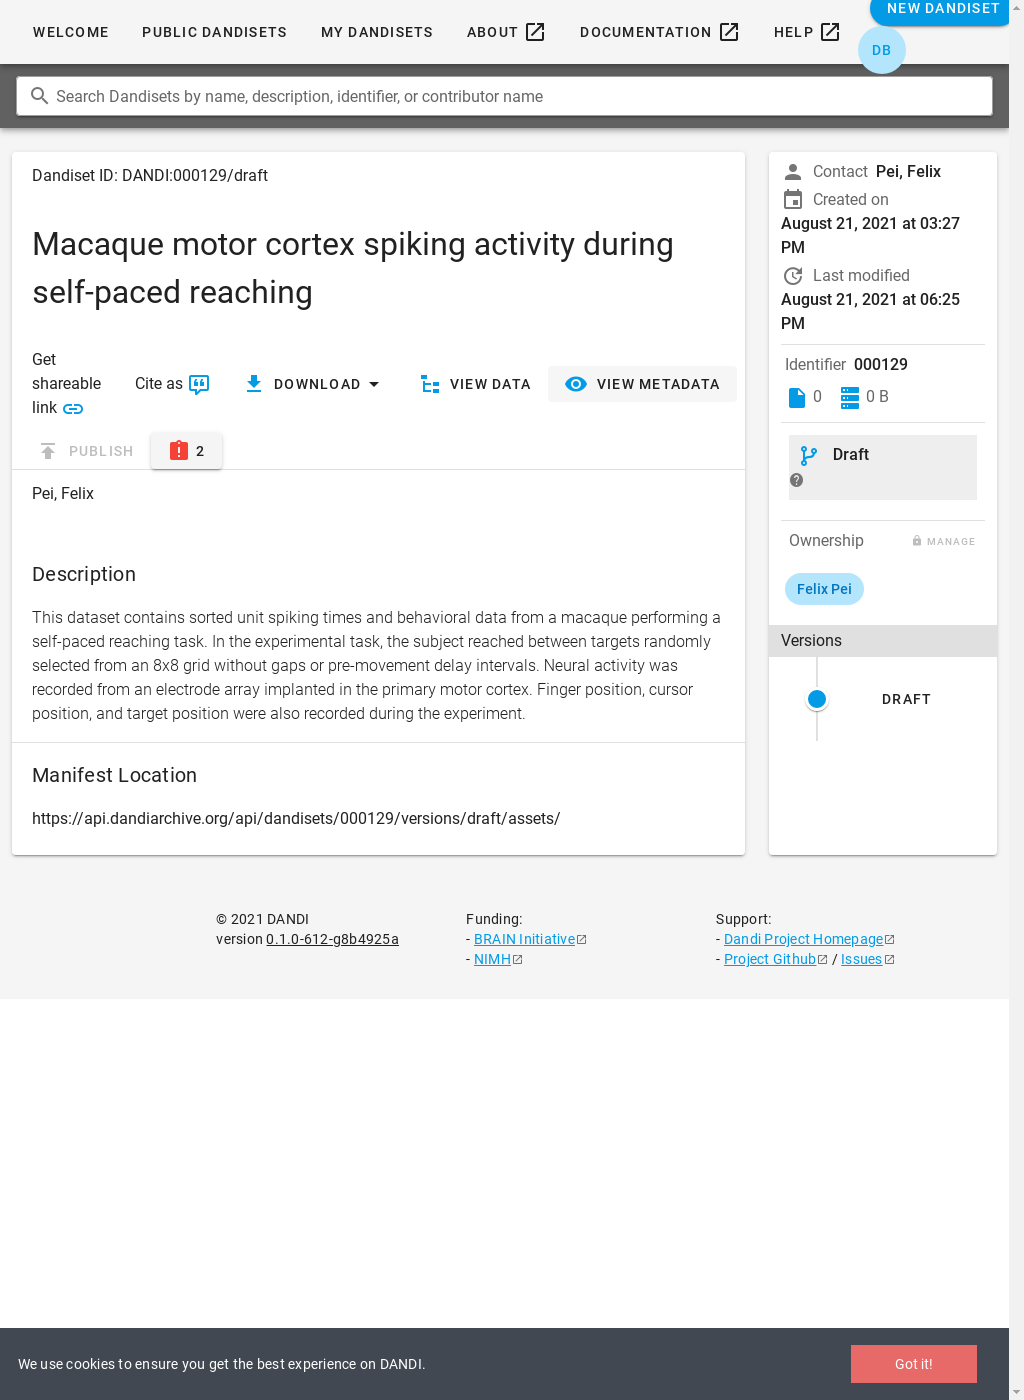 WELCOME
PUBLIC DANDISETS
MY DANDISETS
ABOUT
DOCUMENTATION
HELP
NEW DANDISET
DB
Search Dandisets by name, description, identifier, or contributor name
Dandiset ID: DANDI:000129/draft
Macaque motor cortex spiking activity during
self-paced reaching
Get
shareable
link
Cite as
DOWNLOAD
VIEW DATA
VIEW METADATA
PUBLISH
2
Pei, Felix
Description
This dataset contains sorted unit spiking times and behavioral data from a macaque performing a
self-paced reaching task. In the experimental task, the subject reached between targets randomly
selected from an 8x8 grid without gaps or pre-movement delay intervals. Neural activity was
recorded from an electrode array implanted in the primary motor cortex. Finger position, cursor
position, and target position were also recorded during the experiment.
Manifest Location
https://api.dandiarchive.org/api/dandisets/000129/versions/draft/assets/
Contact Pei, Felix
Created on
August 21, 2021 at 03:27
PM
Last modified
August 21, 2021 at 06:25
PM
Identifier 000129
0 0 B
Draft
Ownership MANAGE
Felix Pei
Versions
DRAFT
© 2021 DANDI
version 0.1.0-612-g8b4925a
Funding:
- BRAIN Initiative
- NIMH
Support:
- Dandi Project Homepage
- Project Github / Issues
We use cookies to ensure you get the best experience on DANDI.
Got it!